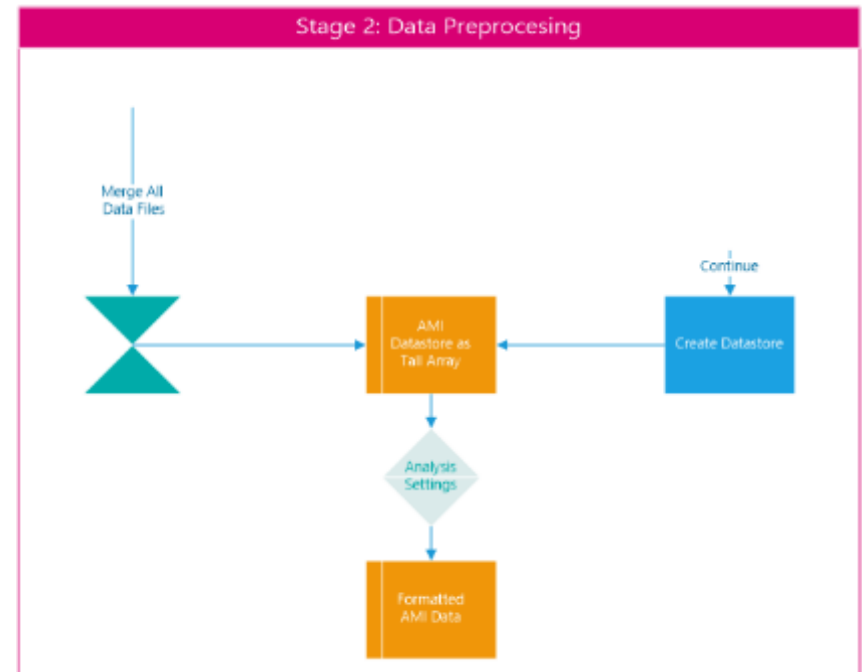 Stage 2: Data Preprocesing
Merge All
Data Files
Continue
AMI
Datastore as
Tall Array
Create Datastore
Analysis
Settings
Formatted
AMI Data